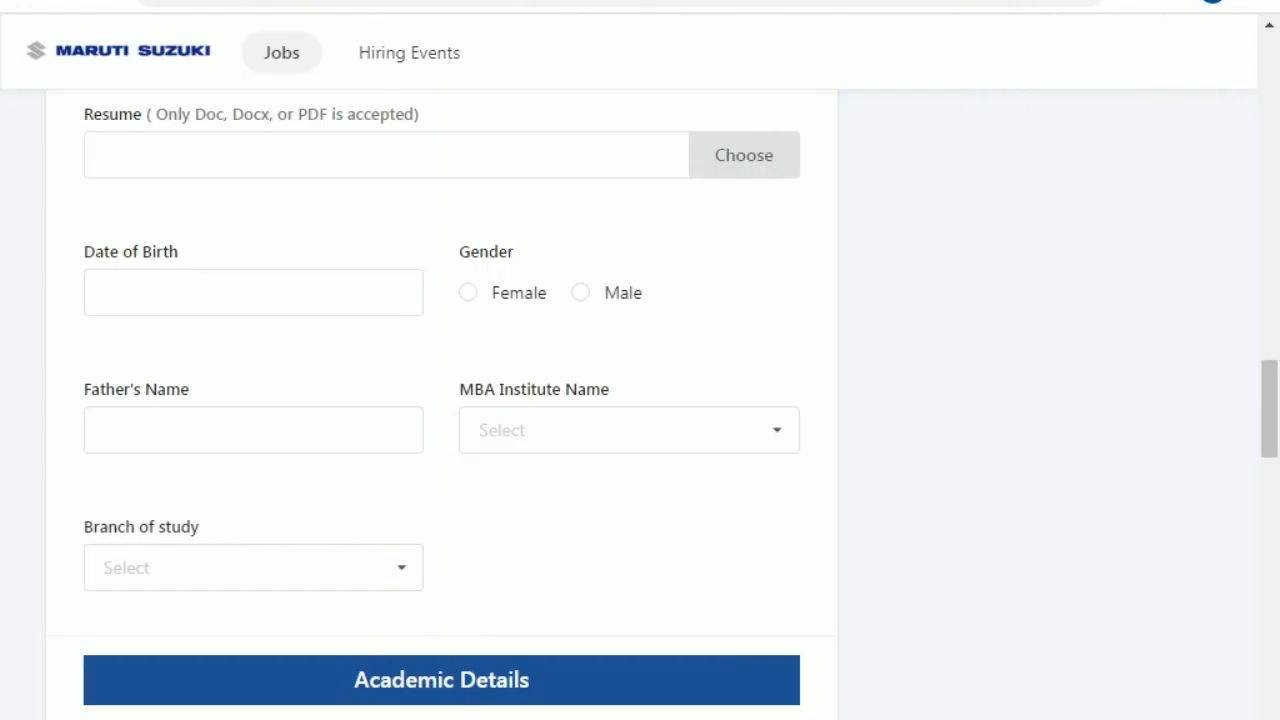 MARUTI SUZUKI Jobs Hiring Events
Resume ( Only Doc, Docx, or PDF is accepted)
Choose
Date of Birth Gender
Female Male
Father's Name MBA Institute Name
Select
Branch of study
Select
Academic Details